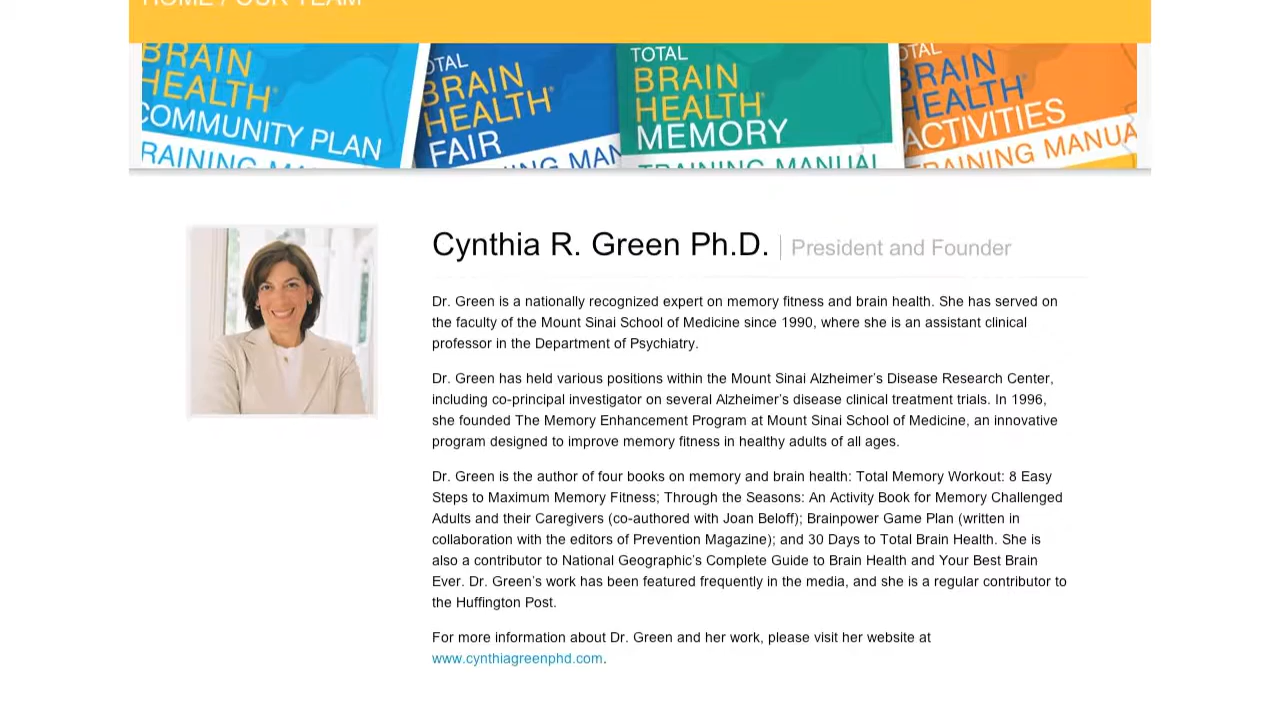 HOME / OUR TEAM
BRAIN
HEALTH®
COMMUNITY PLAN
TRAINING
TOTAL
BRAIN
HEALTH®
FAIR
TOTAL
BRAIN
HEALTH®
MEMORY
TRAINING MANUAL
TOTAL
BRAIN
HEALTH®
ACTIVITIES
TRAINING MANUA
Cynthia R. Green Ph.D. | President and Founder
Dr. Green is a nationally recognized expert on memory fitness and brain health. She has served on
the faculty of the Mount Sinai School of Medicine since 1990, where she is an assistant clinical
professor in the Department of Psychiatry.
Dr. Green has held various positions within the Mount Sinai Alzheimer's Disease Research Center,
including co-principal investigator on several Alzheimer's disease clinical treatment trials. In 1996,
she founded The Memory Enhancement Program at Mount Sinai School of Medicine, an innovative
program designed to improve memory fitness in healthy adults of all ages.
Dr. Green is the author of four books on memory and brain health: Total Memory Workout: 8 Easy
Steps to Maximum Memory Fitness; Through the Seasons: An Activity Book for Memory Challenged
Adults and their Caregivers (co-authored with Joan Beloff); Brainpower Game Plan (written in
collaboration with the editors of Prevention Magazine); and 30 Days to Total Brain Health. She is
also a contributor to National Geographic's Complete Guide to Brain Health and Your Best Brain
Ever. Dr. Green's work has been featured frequently in the media, and she is a regular contributor to
the Huffington Post.
For more information about Dr. Green and her work, please visit her website at
www.cynthiagreenphd.com.